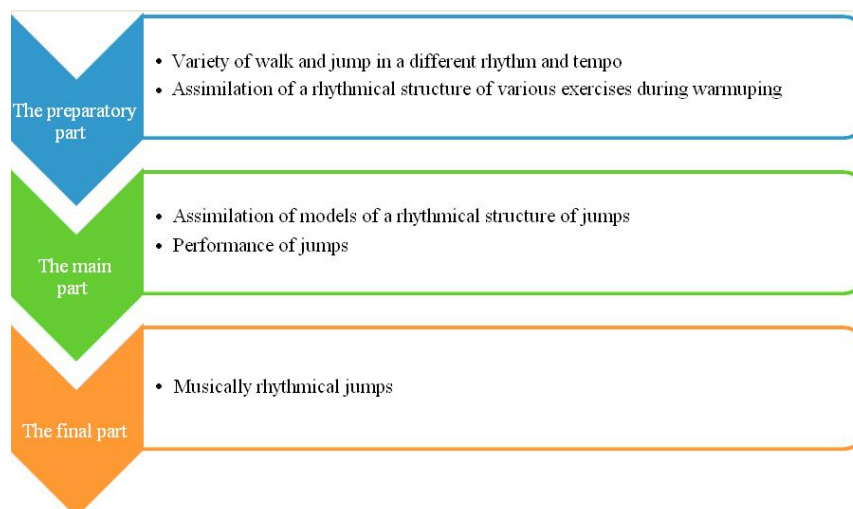 The preparatory
part
• Variety of walk and jump in a different rhythm and tempo
• Assimilation of a rhythmical structure of various exercises during warmuping
The main
part
• Assimilation of models of a rhythmical structure of jumps
• Performance of jumps
The final part
• Musically rhythmical jumps